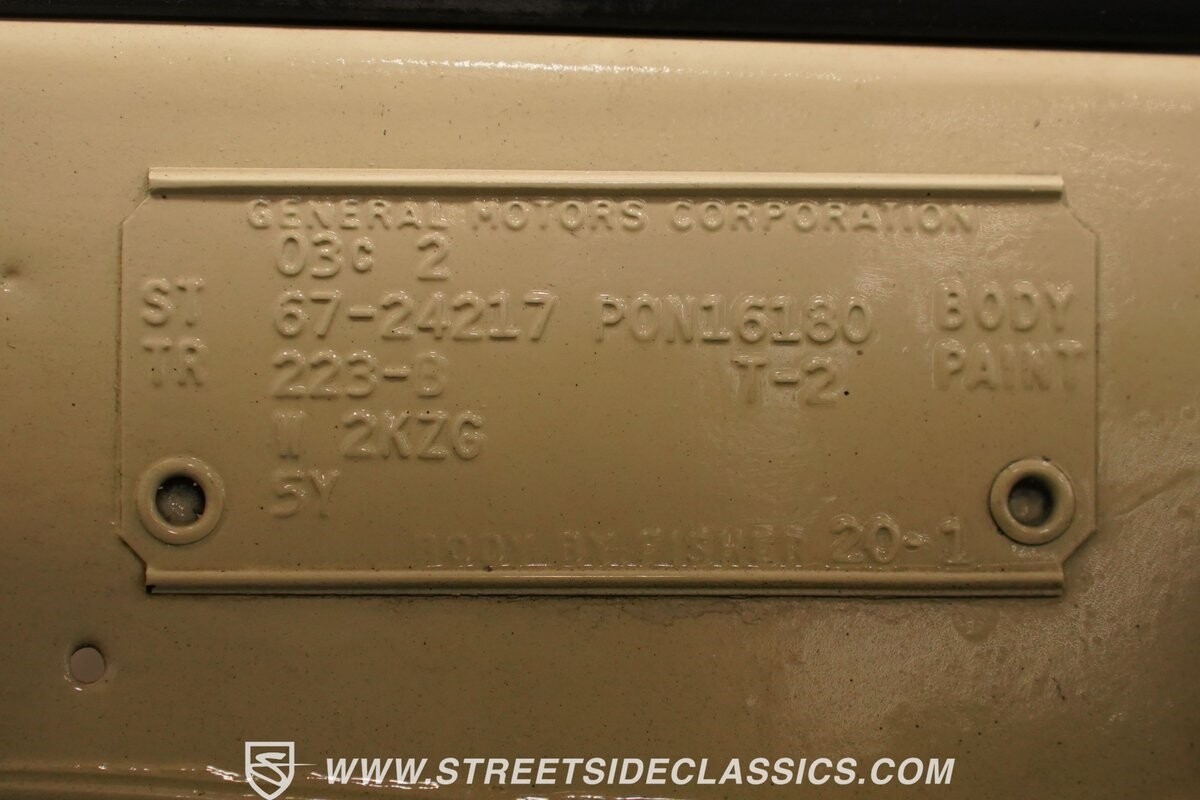 GENERAL MOTORS CORPORATION
03C 2
ST 67-24217 PON16180 BODY
TR 223-B T-2 PAINT
W 2KZG
5Y
BODY BY FISHER 20-1
WWW.STREETSIDECLASSICS.COM